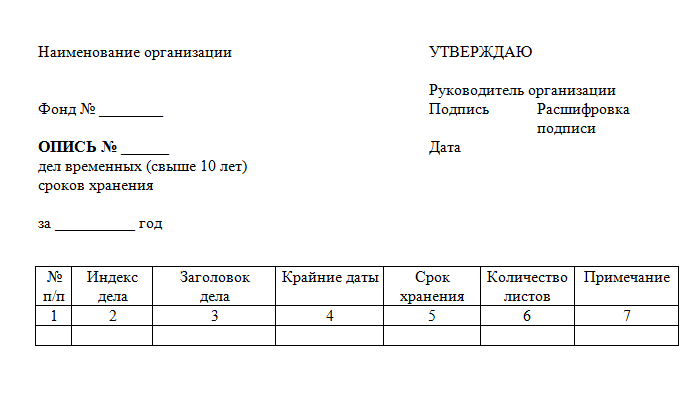 Наименование организации
УТВЕРЖДАЮ
Руководитель организации
Фонд № ________
Подпись Расшифровка
подписи
ОПИСЬ № ______
Дата
дел временных (свыше 10 лет)
сроков хранения
за __________ год
№ Индекс Заголовок Крайние даты Срок Количество Примечание
п/п дела дела хранения листов
1 2 3 4 5 6 7